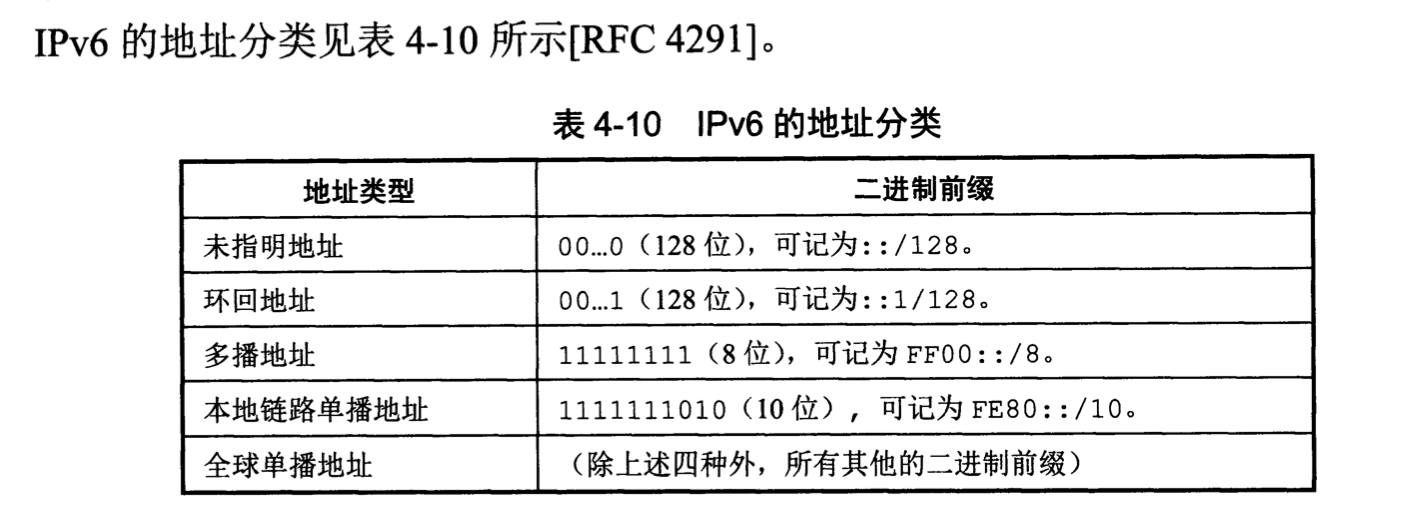 IPv6 的地址分类见表 4-10 所示[RFC 4291]。
表 4-10 IPv6 的地址分类
地址类型 二进制前缀
未指明地址 00…0（128 位），可记为::/128。
环回地址 00…1（128 位），可记为::1/128。
多播地址 11111111（8 位），可记为 FF00::/8。
本地链路单播地址 1111111010（10 位），可记为 FE80::/10。
全球单播地址 （除上述四种外，所有其他的二进制前缀）